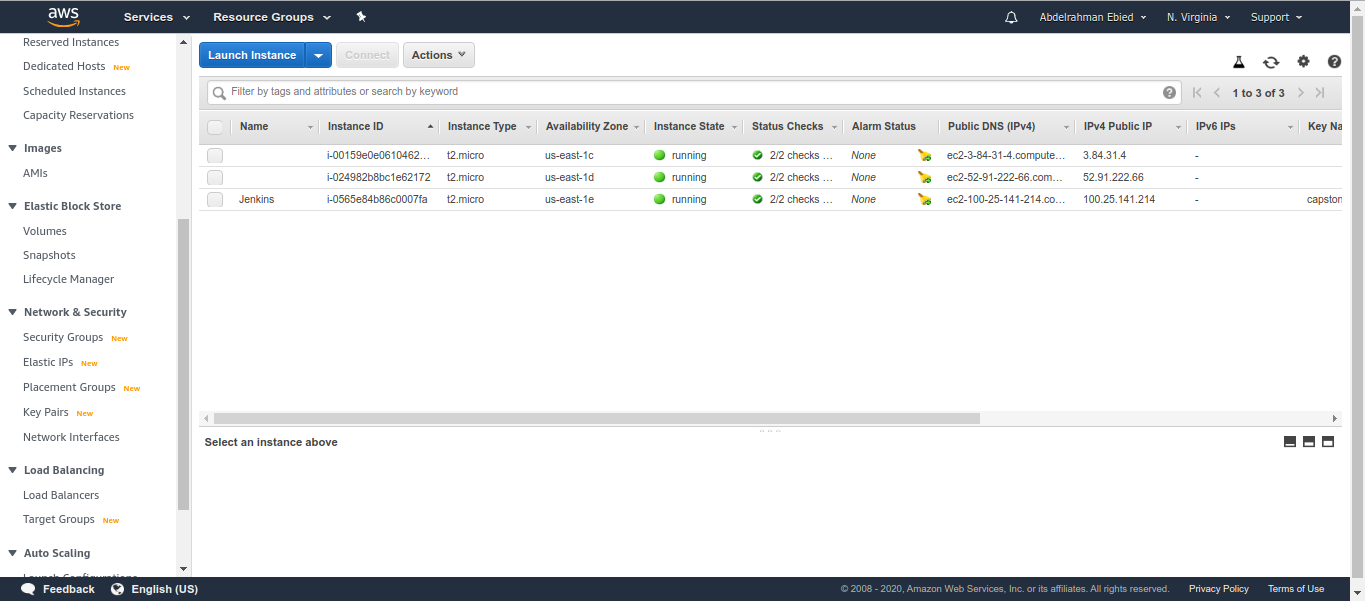 aws Services Resource Groups Abdelrahman Ebied N. Virginia Support
Reserved Instances
Dedicated Hosts New
Scheduled Instances
Capacity Reservations
Images
AMIs
Elastic Block Store
Volumes
Snapshots
Lifecycle Manager
Network & Security
Security Groups New
Elastic IPs New
Placement Groups New
Key Pairs New
Network Interfaces
Load Balancing
Load Balancers
Target Groups New
Auto Scaling
Launch Configurations
Launch Instance Connect Actions
Filter by tags and attributes or search by keyword
1 to 3 of 3
Name Instance ID Instance Type Availability Zone Instance State Status Checks Alarm Status Public DNS (IPv4) IPv4 Public IP IPv6 IPs Key Na
i-00159e0e0610462... t2.micro us-east-1c running 2/2 checks ... None ec2-3-84-31-4.compute... 3.84.31.4 -
i-024982b8bc1e62172 t2.micro us-east-1d running 2/2 checks ... None ec2-52-91-222-66.com... 52.91.222.66 -
Jenkins i-0565e84b86c0007fa t2.micro us-east-1e running 2/2 checks ... None ec2-100-25-141-214.co... 100.25.141.214 - capston
Select an instance above
Feedback English (US) © 2008 - 2020, Amazon Web Services, Inc. or its affiliates. All rights reserved. Privacy Policy Terms of Use